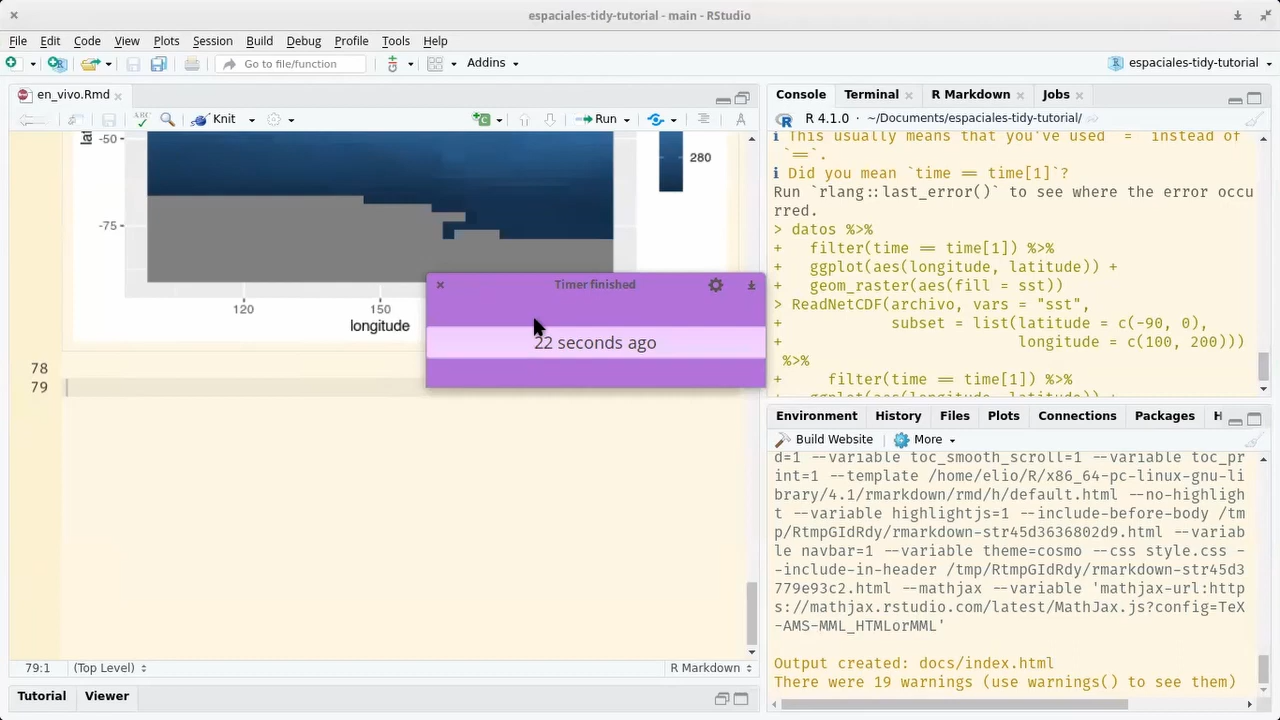 espaciales-tidy-tutorial - main - RStudio
File Edit Code View Plots Session Build Debug Profile Tools Help
Go to file/function
Addins
espaciales-tidy-tutorial
en_vivo.Rmd
Knit
Run
-50
280
-75
120
150
longitude
78
79
79:1
(Top Level)
R Markdown
Tutorial
Viewer
Timer finished
22 seconds ago
Console Terminal R Markdown Jobs
R 4.1.0 · ~/Documents/espaciales-tidy-tutorial/
ℹ This usually means that you've used `=` instead of
`==`.
ℹ Did you mean `time == time[1]`?
Run `rlang::last_error()` to see where the error occu
rred.
> datos %>%
+   filter(time == time[1]) %>%
+   ggplot(aes(longitude, latitude)) +
+   geom_raster(aes(fill = sst))
> ReadNetCDF(archivo, vars = "sst",
+            subset = list(latitude = c(-90, 0),
+                          longitude = c(100, 200)))
%>%
+     filter(time == time[1]) %>%
+   ggplot(aes(longitude, latitude)) +
Environment History Files Plots Connections Packages H
Build Website More
d=1 --variable toc_smooth_scroll=1 --variable toc_pr
int=1 --template /home/elio/R/x86_64-pc-linux-gnu-li
brary/4.1/rmarkdown/rmd/h/default.html --no-highligh
t --variable highlightjs=1 --include-before-body /tm
p/RtmpGIdRdy/rmarkdown-str45d3636802d9.html --variab
le navbar=1 --variable theme=cosmo --css style.css -
-include-in-header /tmp/RtmpGIdRdy/rmarkdown-str45d3
779e93c2.html --mathjax --variable 'mathjax-url:http
s://mathjax.rstudio.com/latest/MathJax.js?config=TeX
-AMS-MML_HTMLorMML'
Output created: docs/index.html
There were 19 warnings (use warnings() to see them)